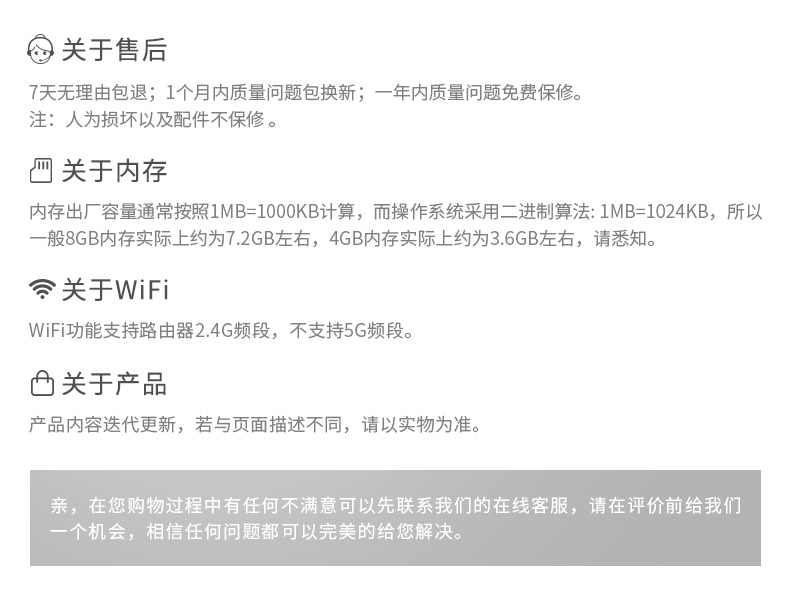 关于售后
7天无理由包退；1个月内质量问题包换新；一年内质量问题免费保修。
注：人为损坏以及配件不保修 。
关于内存
内存出厂容量通常按照1MB=1000KB计算，而操作系统采用二进制算法: 1MB=1024KB，所以
一般8GB内存实际上约为7.2GB左右，4GB内存实际上约为3.6GB左右，请悉知。
关于WiFi
WiFi功能支持路由器2.4G频段，不支持5G频段。
关于产品
产品内容迭代更新，若与页面描述不同，请以实物为准。
亲，在您购物过程中有任何不满意可以先联系我们的在线客服，请在评价前给我们
一个机会，相信任何问题都可以完美的给您解决。